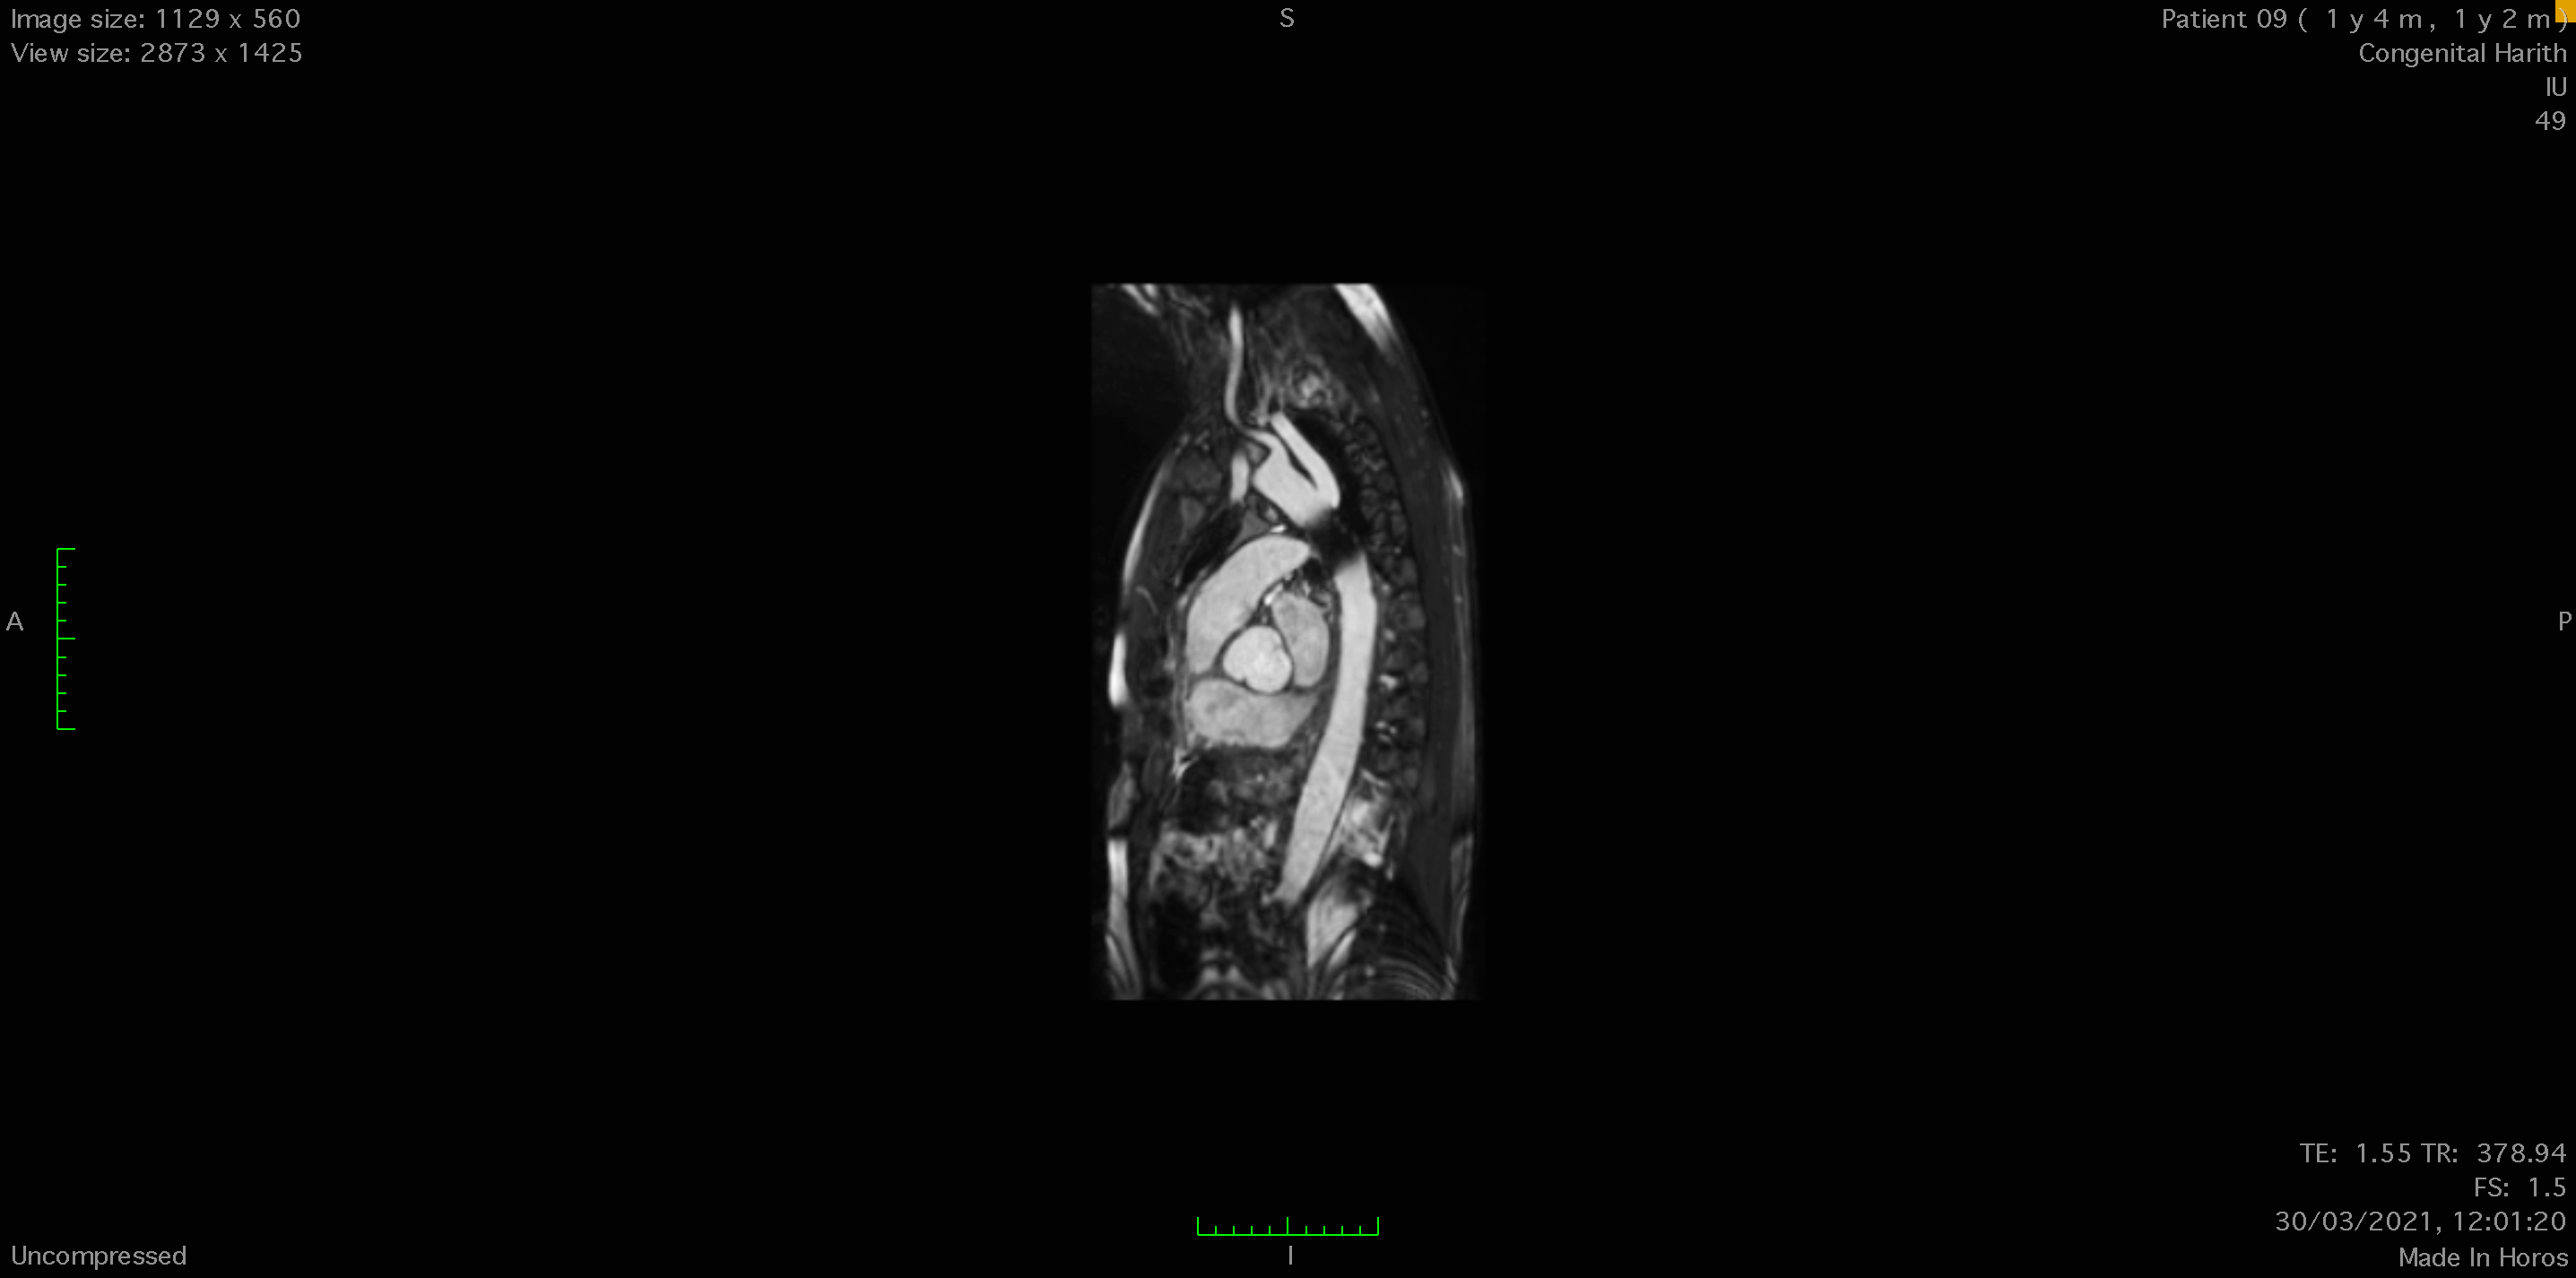 Image size: 1129 x 560
View size: 2873 x 1425
S
Patient 09 ( 1 y 4 m , 1 y 2 m )
Congenital Harith
IU
49
A
P
TE: 1.55 TR: 378.94
FS: 1.5
30/03/2021, 12:01:20
Made In Horos
Uncompressed
I